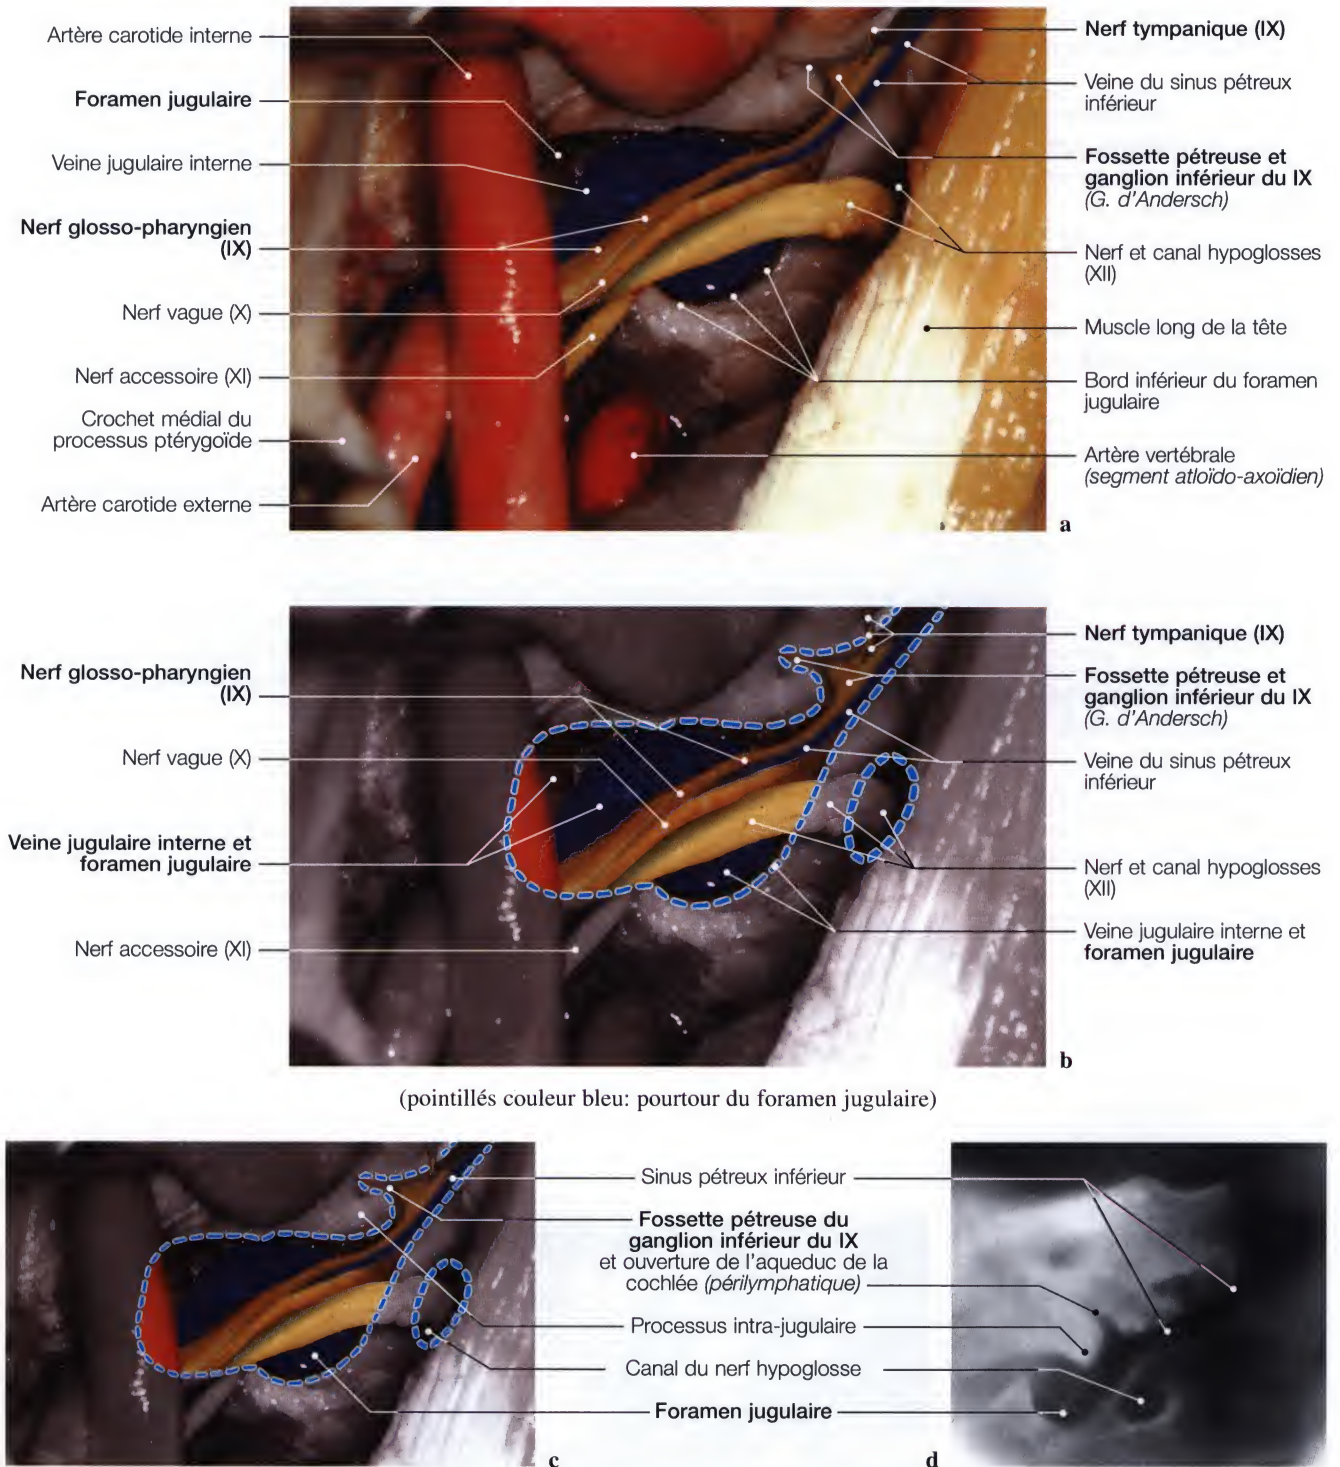 Artère carotide interne
Foramen jugulaire
Veine jugulaire interne
Nerf glosso-pharyngien
(IX)
Nerf vague (X)
Nerf accessoire (XI)
Crochet médial du
processus ptérygoïde
Artère carotide externe
Nerf tympanique (IX)
Veine du sinus pétreux
inférieur
Fossette pétreuse et
ganglion inférieur du IX
(G. d'Andersch)
Nerf et canal hypoglosses
(XII)
Muscle long de la tête
Bord inférieur du foramen
jugulaire
Artère vertébrale
(segment atloïdo-axoïdien)
a
Nerf glosso-pharyngien
(IX)
Nerf vague (X)
Veine jugulaire interne et
foramen jugulaire
Nerf accessoire (XI)
Nerf tympanique (IX)
Fossette pétreuse et
ganglion inférieur du IX
(G. d'Andersch)
Veine du sinus pétreux
inférieur
Nerf et canal hypoglosses
(XII)
Veine jugulaire interne et
foramen jugulaire
b
(pointillés couleur bleu: pourtour du foramen jugulaire)
Sinus pétreux inférieur
Fossette pétreuse du
ganglion inférieur du IX
et ouverture de l'aqueduc de la
cochlée (périlymphatique)
Processus intra-jugulaire
Canal du nerf hypoglosse
Foramen jugulaire
c
d